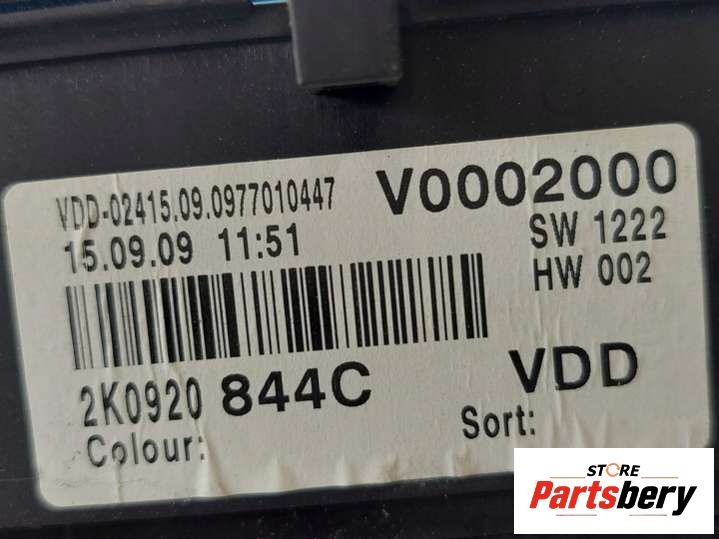 VDD-02415.09.0977010447 V0002000
15.09.09 11:51 SW 1222
HW 002
2K0920 844C VDD
Colour: Sort:
STORE
Partsbery